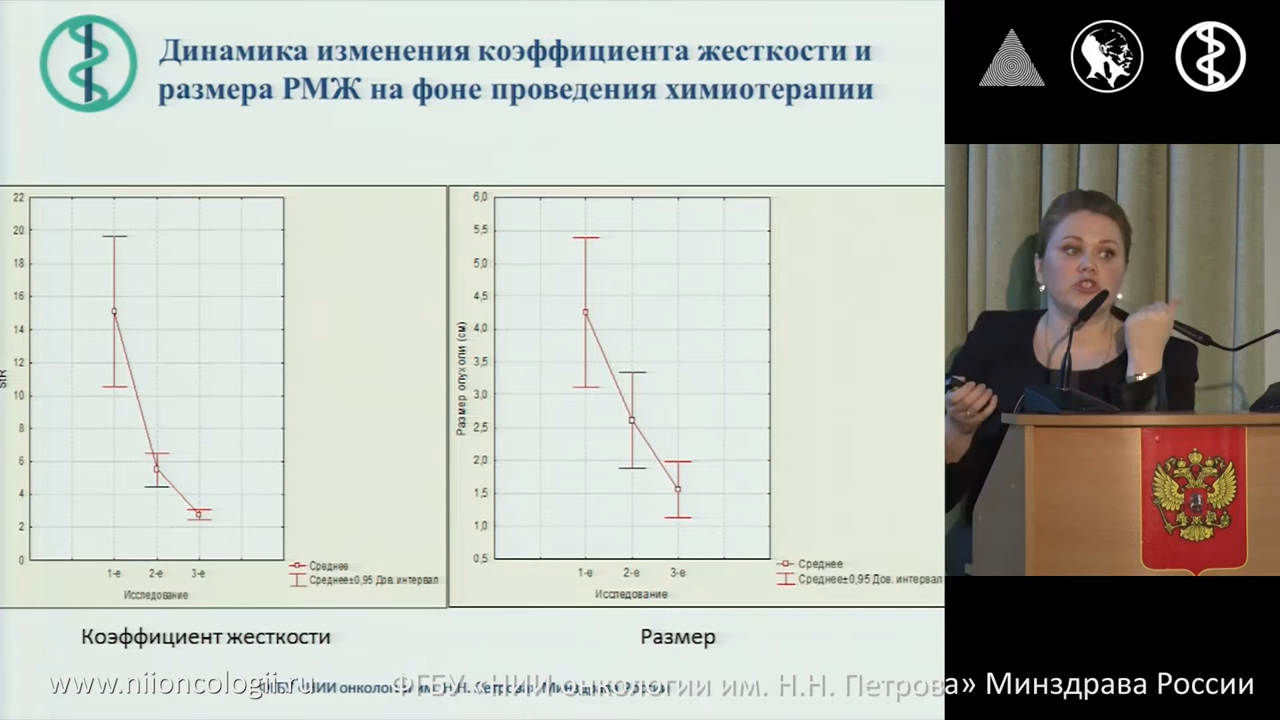 Динамика изменения коэффициента жесткости и
размера РМЖ на фоне проведения химиотерапии
22
20
18
16
14
12
10
8
6
4
2
0
StR
1-е 2-е 3-е
Исследование
Среднее
Среднее±0,95 Дов. интервал
6,0
5,5
5,0
4,5
4,0
3,5
3,0
2,5
2,0
1,5
1,0
0,5
Размер опухоли (см)
1-е 2-е 3-е
Исследование
Среднее
Среднее±0,95 Дов. интервал
Коэффициент жесткости
Размер
www.niioncologii.ru
ФГБУ «НИИ онкологии им. Н.Н. Петрова» Минздрава России